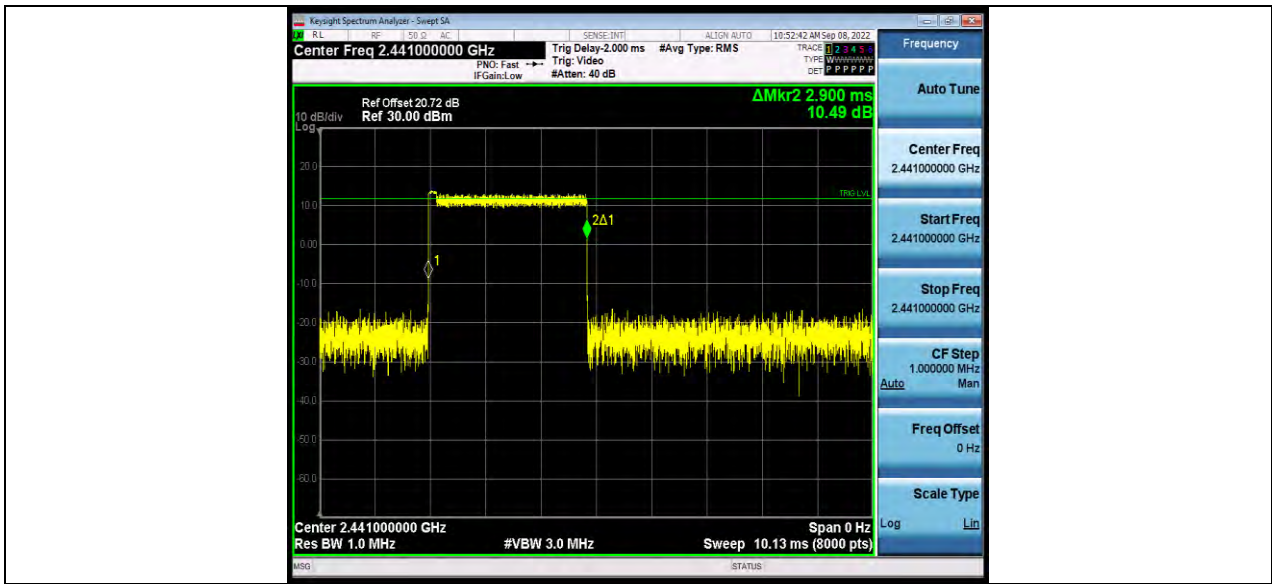 Keysight Spectrum Analyzer - Swept SA
RL RF 50 Ω AC SENSE:INT ALIGN AUTO 10:52:42 AM Sep 08, 2022
Center Freq 2.441000000 GHz
PNO: Fast
IFGain:Low
Trig Delay-2.000 ms
Trig: Video
#Atten: 40 dB
#Avg Type: RMS
TRACE 1 2 3 4 5 6
TYPE WWWWWW
DET P P P P P P
Frequency
Auto Tune
Center Freq
2.441000000 GHz
Start Freq
2.441000000 GHz
Stop Freq
2.441000000 GHz
CF Step
1.000000 MHz
Auto Man
Freq Offset
0 Hz
Scale Type
Log Lin
ΔMkr2 2.900 ms
10.49 dB
Ref Offset 20.72 dB
10 dB/div Ref 30.00 dBm
Log
20.0
TRIG LVL
10.0
2Δ1
0.00
1
-10.0
-20.0
-30.0
-40.0
-50.0
-60.0
Center 2.441000000 GHz Span 0 Hz
Res BW 1.0 MHz #VBW 3.0 MHz Sweep 10.13 ms (8000 pts)
MSG STATUS